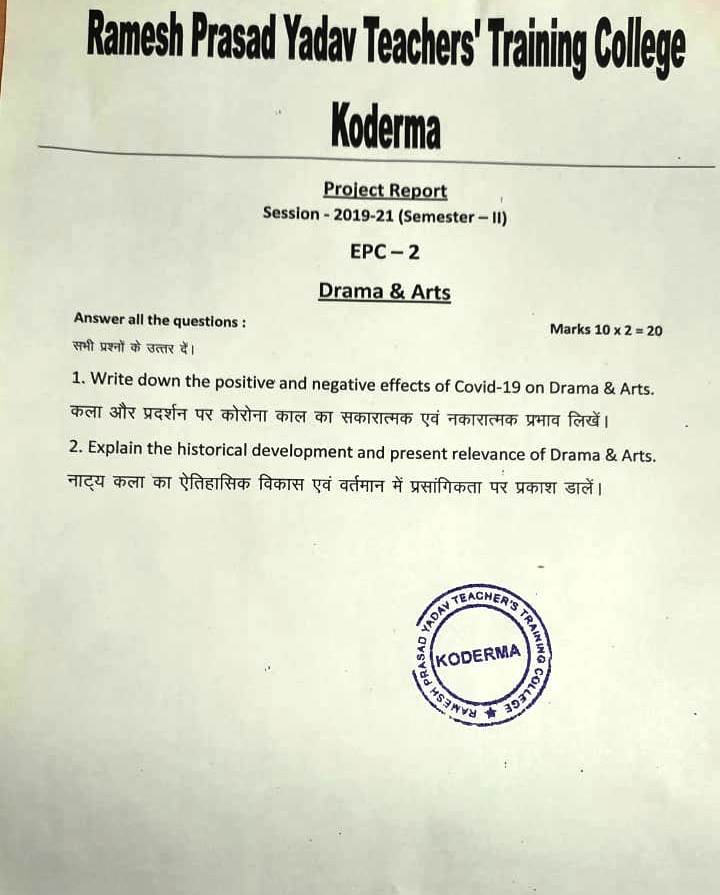 Ramesh Prasad Yadav Teachers' Training College
Koderma
Project Report
Session - 2019-21 (Semester – II)
EPC – 2
Drama & Arts
Answer all the questions :
Marks 10 x 2 = 20
सभी प्रश्नों के उत्तर दें।
1. Write down the positive and negative effects of Covid-19 on Drama & Arts.
कला और प्रदर्शन पर कोरोना काल का सकारात्मक एवं नकारात्मक प्रभाव लिखें।
2. Explain the historical development and present relevance of Drama & Arts.
नाट्य कला का ऐतिहासिक विकास एवं वर्तमान में प्रसांगिकता पर प्रकाश डालें।
RAMESH PRASAD YADAV TEACHER'S TRAINING COLLEGE
KODERMA